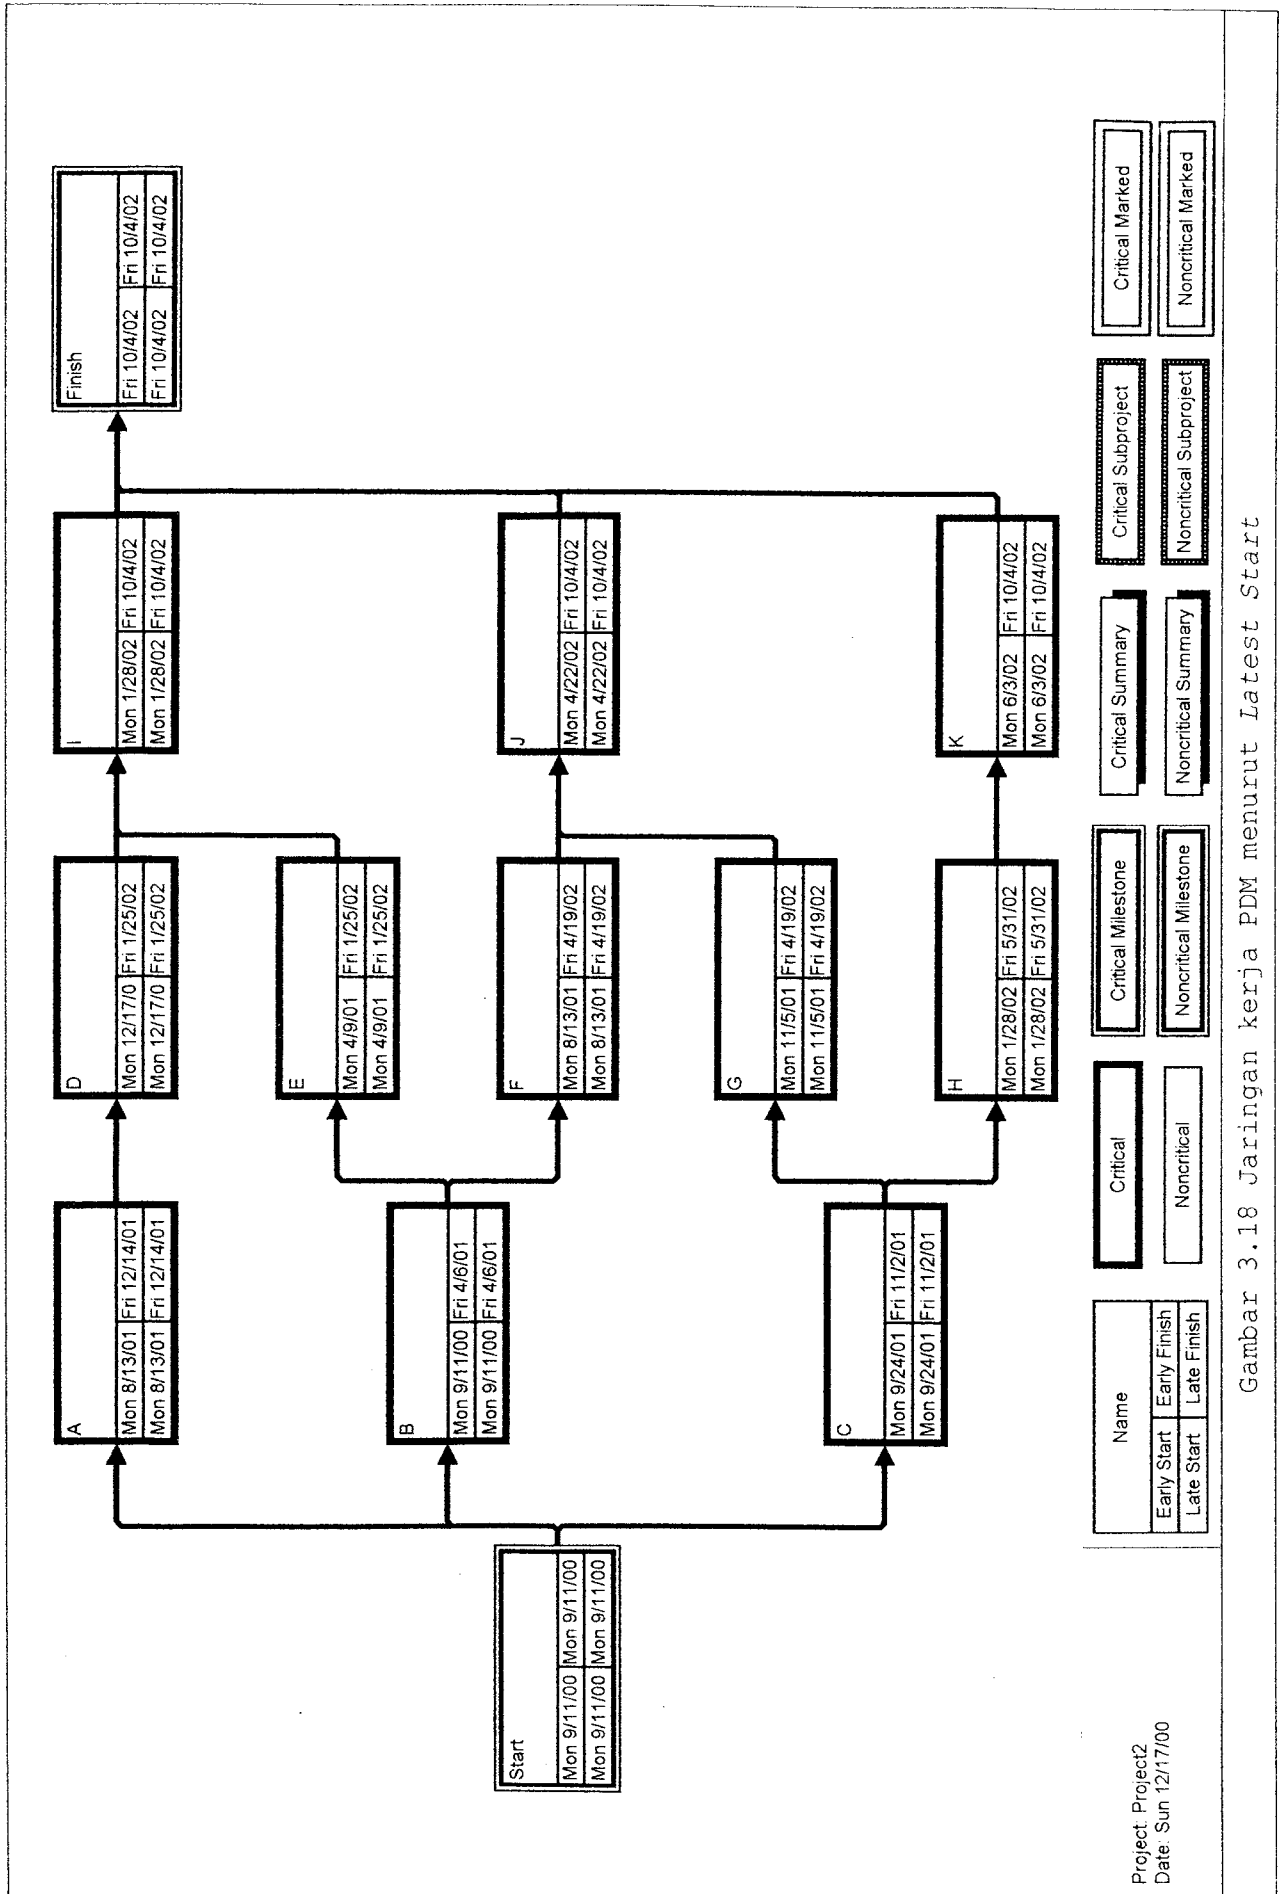 Start
Mon 9/11/00 Mon 9/11/00
Mon 9/11/00 Mon 9/11/00
A
Mon 8/13/01 Fri 12/14/01
Mon 8/13/01 Fri 12/14/01
B
Mon 9/11/00 Fri 4/6/01
Mon 9/11/00 Fri 4/6/01
C
Mon 9/24/01 Fri 11/2/01
Mon 9/24/01 Fri 11/2/01
D
Mon 12/17/0 Fri 1/25/02
Mon 12/17/0 Fri 1/25/02
E
Mon 4/9/01 Fri 1/25/02
Mon 4/9/01 Fri 1/25/02
F
Mon 8/13/01 Fri 4/19/02
Mon 8/13/01 Fri 4/19/02
G
Mon 11/5/01 Fri 4/19/02
Mon 11/5/01 Fri 4/19/02
H
Mon 1/28/02 Fri 5/31/02
Mon 1/28/02 Fri 5/31/02
I
Mon 1/28/02 Fri 10/4/02
Mon 1/28/02 Fri 10/4/02
J
Mon 4/22/02 Fri 10/4/02
Mon 4/22/02 Fri 10/4/02
K
Mon 6/3/02 Fri 10/4/02
Mon 6/3/02 Fri 10/4/02
Finish
Fri 10/4/02 Fri 10/4/02
Fri 10/4/02 Fri 10/4/02
Project: Project2
Date: Sun 12/17/00
Name
Early Start Early Finish
Late Start Late Finish
Critical
Noncritical
Critical Milestone
Noncritical Milestone
Critical Summary
Noncritical Summary
Critical Subproject
Noncritical Subproject
Critical Marked
Noncritical Marked
Gambar 3.18 Jaringan kerja PDM menurut Latest Start